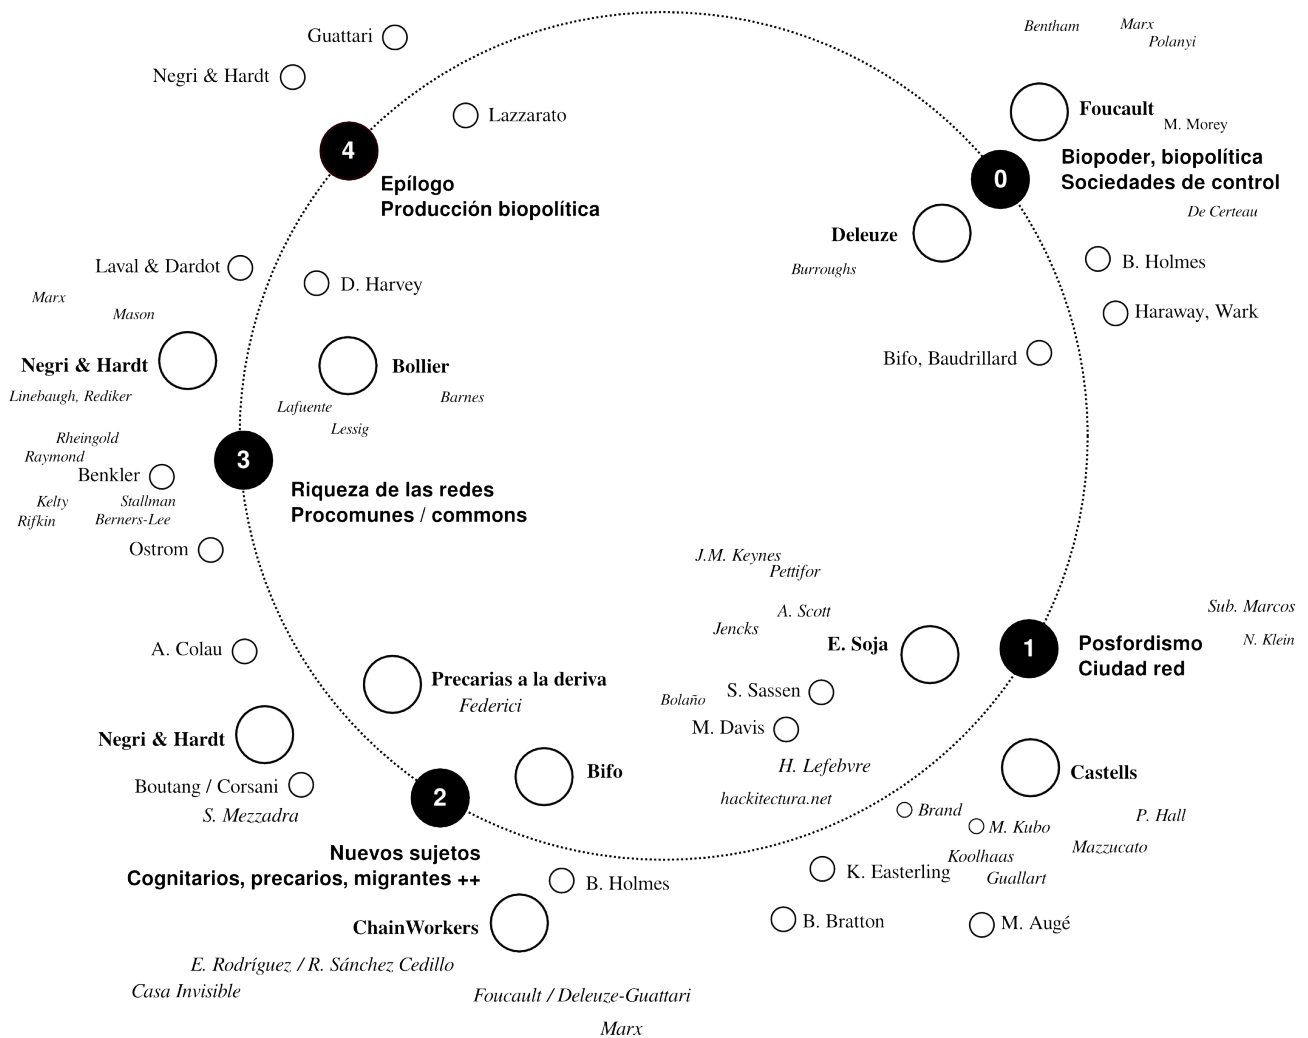 Guattari
Negri & Hardt
Lazzarato
4
Epílogo
Producción biopolítica
Bentham
Marx
Polanyi
Foucault
M. Morey
0
Biopoder, biopolítica
Sociedades de control
De Certeau
Deleuze
Burroughs
B. Holmes
Haraway, Wark
Bifo, Baudrillard
Laval & Dardot
D. Harvey
Marx
Mason
Negri & Hardt
Bollier
Linebaugh, Rediker
Lafuente
Barnes
Lessig
Rheingold
Raymond
3
Benkler
Riqueza de las redes
Procomunes / commons
Kelty
Stallman
Rifkin
Berners-Lee
Ostrom
J.M. Keynes
Pettifor
A. Scott
Jencks
E. Soja
1
Posfordismo
Ciudad red
Sub. Marcos
N. Klein
S. Sassen
Bolaño
M. Davis
H. Lefebvre
hackitectura.net
Castells
Brand
M. Kubo
P. Hall
Mazzucato
Koolhaas
Guallart
K. Easterling
B. Bratton
M. Augé
A. Colau
Precarias a la deriva
Federici
Negri & Hardt
Bifo
Boutang / Corsani
S. Mezzadra
2
Nuevos sujetos
Cognitarios, precarios, migrantes ++
B. Holmes
ChainWorkers
E. Rodríguez / R. Sánchez Cedillo
Casa Invisible
Foucault / Deleuze-Guattari
Marx